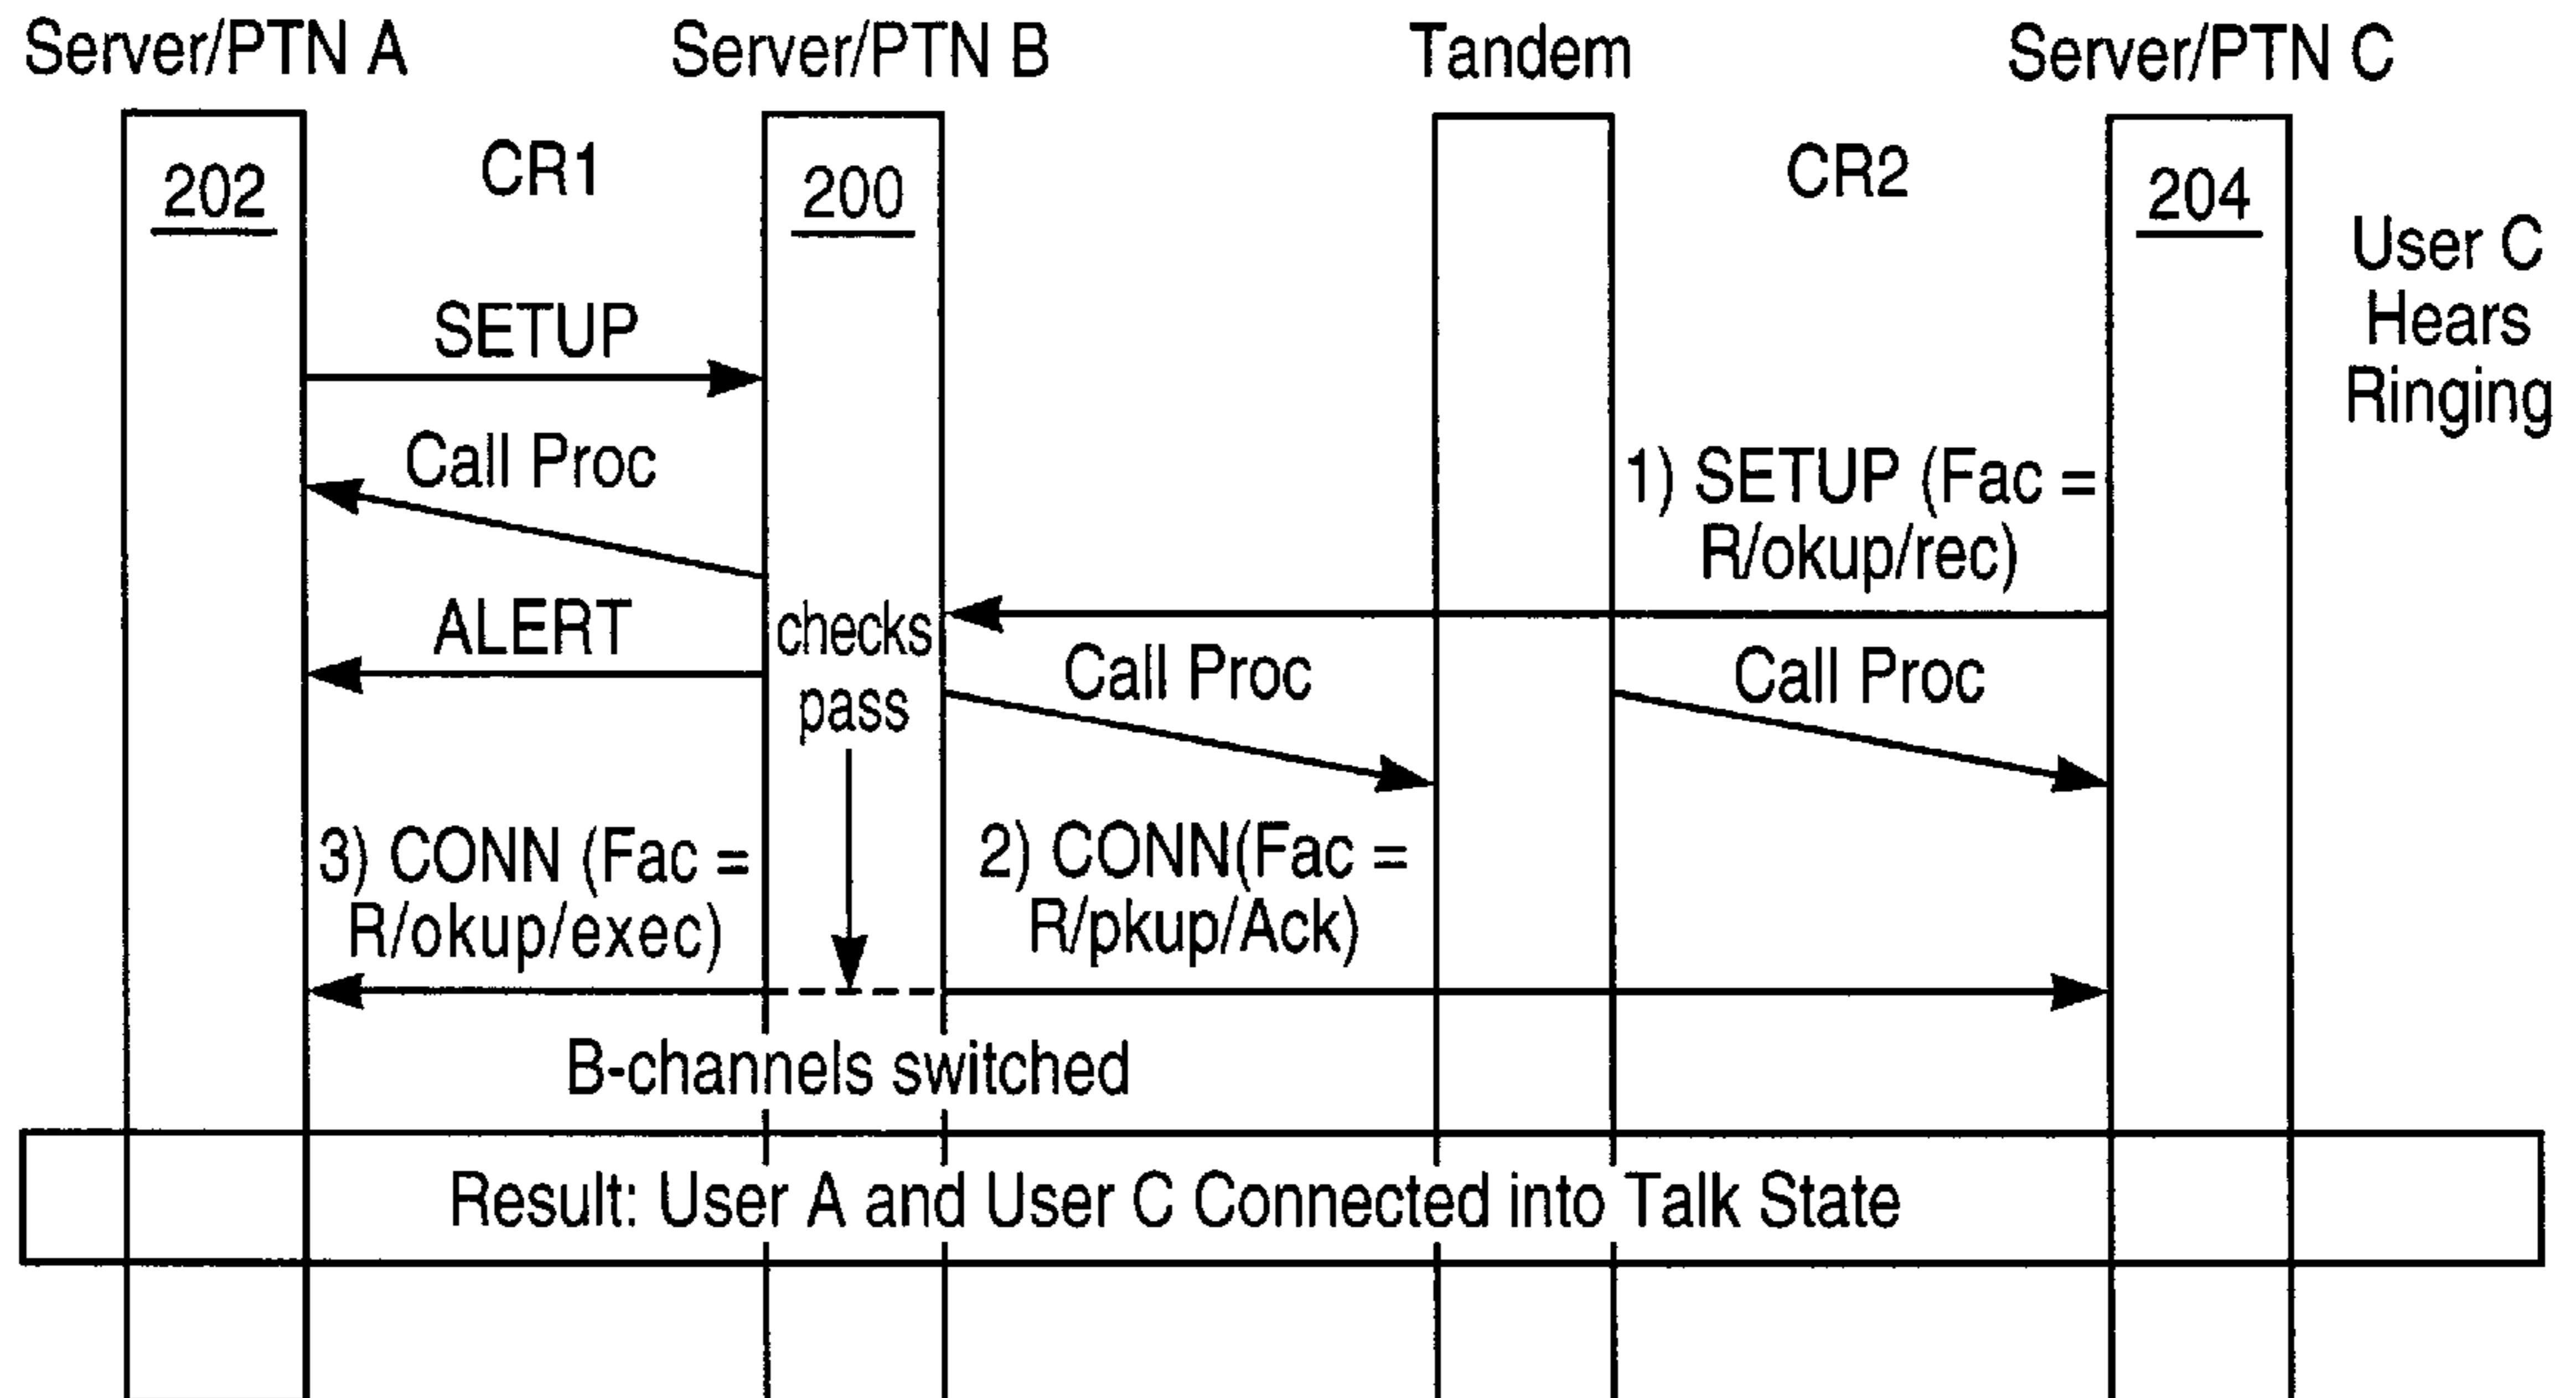 Server/PTN A
Server/PTN B
Tandem
Server/PTN C
202
CR1
200
CR2
204
User C
Hears
Ringing
SETUP
Call Proc
1) SETUP (Fac =
R/okup/rec)
ALERT
checks
pass
Call Proc
Call Proc
3) CONN (Fac =
R/okup/exec)
2) CONN(Fac =
R/pkup/Ack)
B-channels switched
Result: User A and User C Connected into Talk State